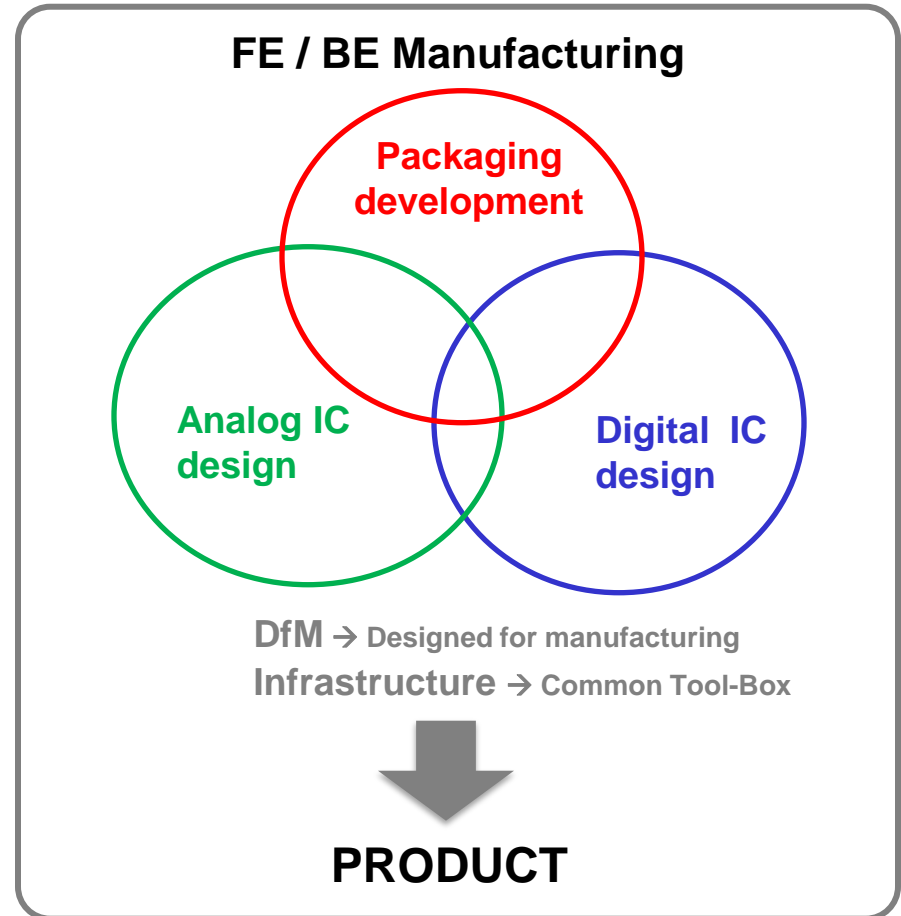 FE / BE Manufacturing
Packaging
development
Analog IC
design
Digital IC
design
DfM → Designed for manufacturing
Infrastructure → Common Tool-Box
PRODUCT